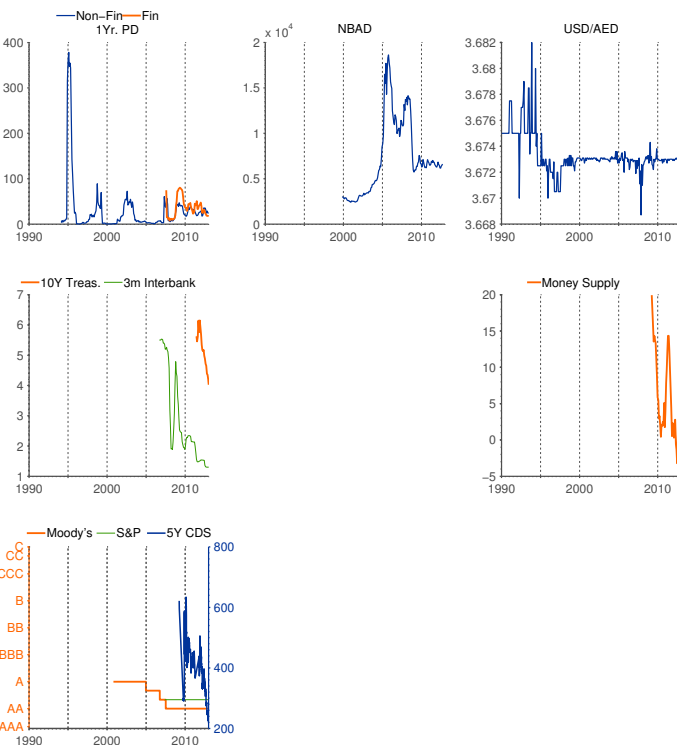 Non-Fin Fin
1Yr. PD
400
300
200
100
0
1990 2000 2010
2 x 10^4
NBAD
1.5
1
0.5
0
1990 2000 2010
USD/AED
3.682
3.68
3.678
3.676
3.674
3.672
3.67
3.668
1990 2000 2010
10Y Treas. 3m Interbank
7
6
5
4
3
2
1
1990 2000 2010
Money Supply
20
15
10
5
0
−5
1990 2000 2010
Moody's S&P 5Y CDS
C
CC
CCC
B
BB
BBB
A
AA
AAA
800
600
400
200
1990 2000 2010